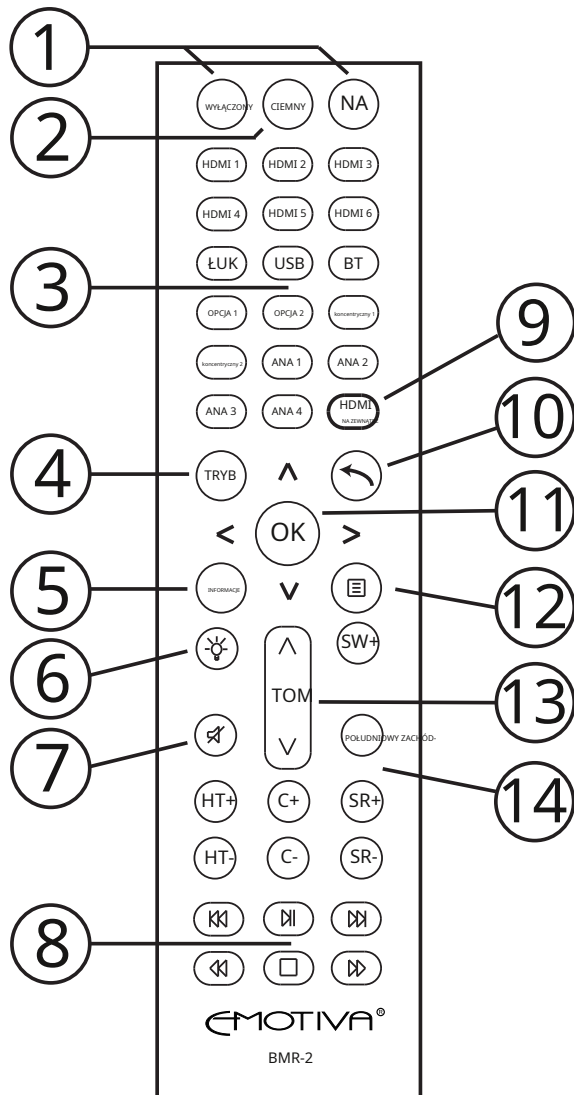 1
WYŁĄCZONY CIEMNY NA
2
HDMI 1 HDMI 2 HDMI 3
HDMI 4 HDMI 5 HDMI 6
ŁUK USB BT
3
OPCJA 1 OPCJA 2 koncentryczny 1
9
koncentryczny 2 ANA 1 ANA 2
ANA 3 ANA 4 HDMI
NA ZEWNĄTRZ
10
4
TRYB
11
OK
5
INFORMACJE
12
6
SW+
TOM
13
7
POŁUDNIOWY ZACHÓD-
14
HT+ C+ SR+
HT- C- SR-
8
EMOTIVA®
BMR-2